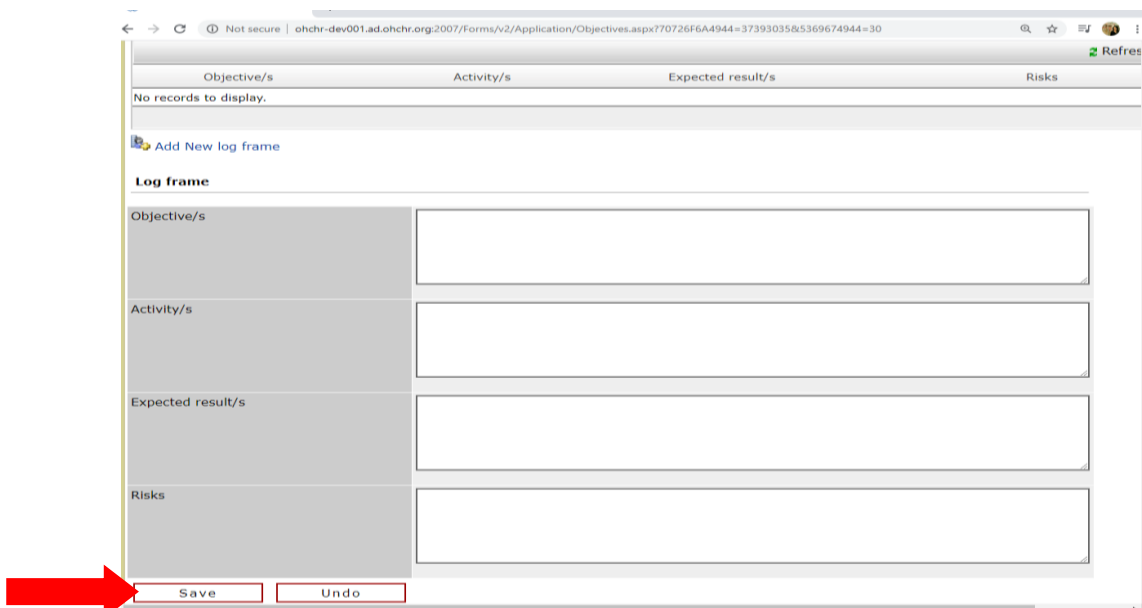 Not secure | ohchr-dev001.ad.ohchr.org:2007/Forms/v2/Application/Objectives.aspx?70726F6A4944=37393035&5369674944=30
Refres
Objective/s Activity/s Expected result/s Risks
No records to display.
Add New log frame
Log frame
Objective/s
Activity/s
Expected result/s
Risks
Save Undo